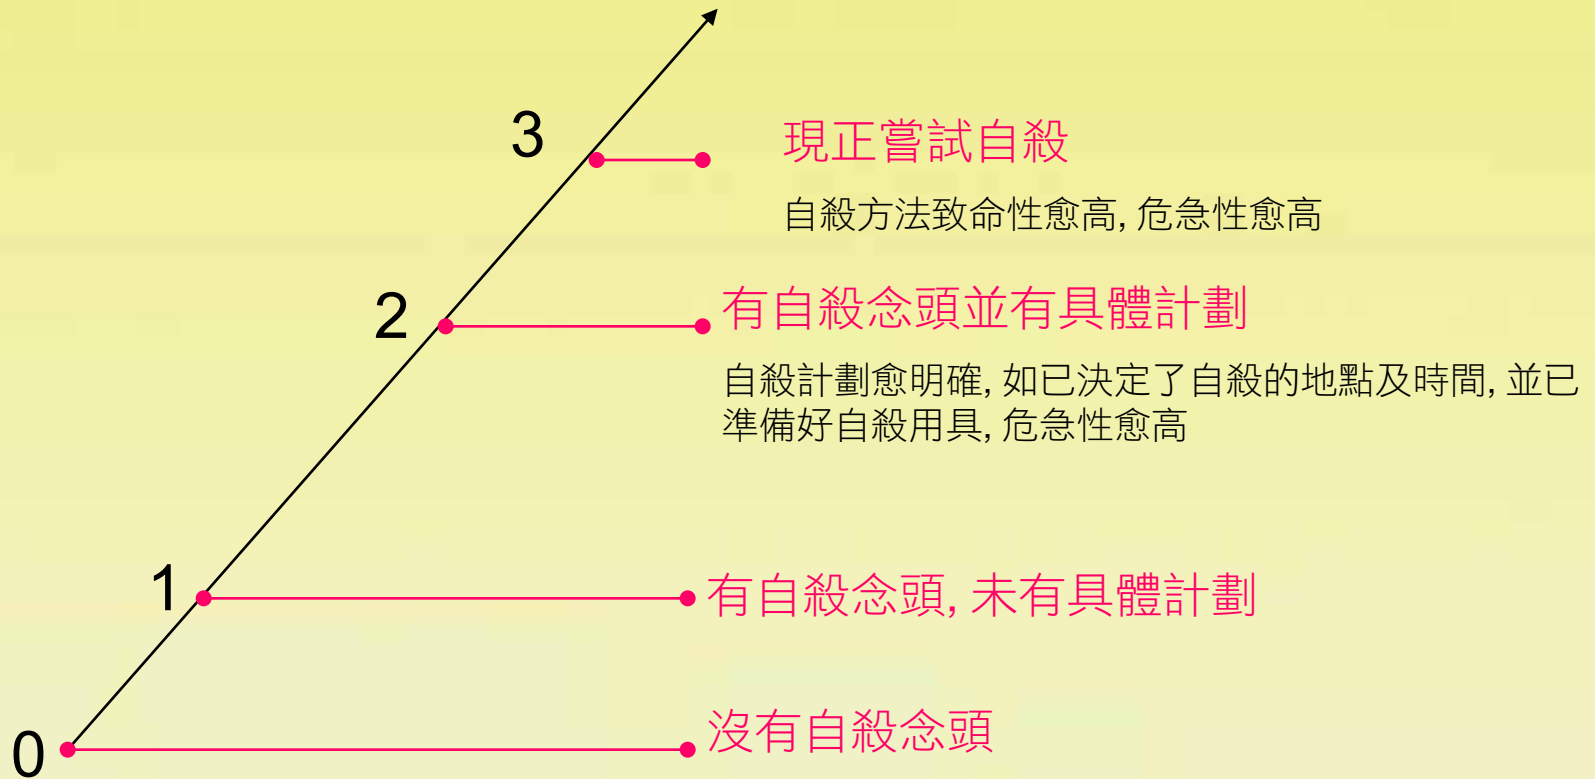 3
現正嘗試自殺
自殺方法致命性愈高, 危急性愈高
2
有自殺念頭並有具體計劃
自殺計劃愈明確, 如已決定了自殺的地點及時間, 並已
準備好自殺用具, 危急性愈高
1
有自殺念頭, 未有具體計劃
0
沒有自殺念頭